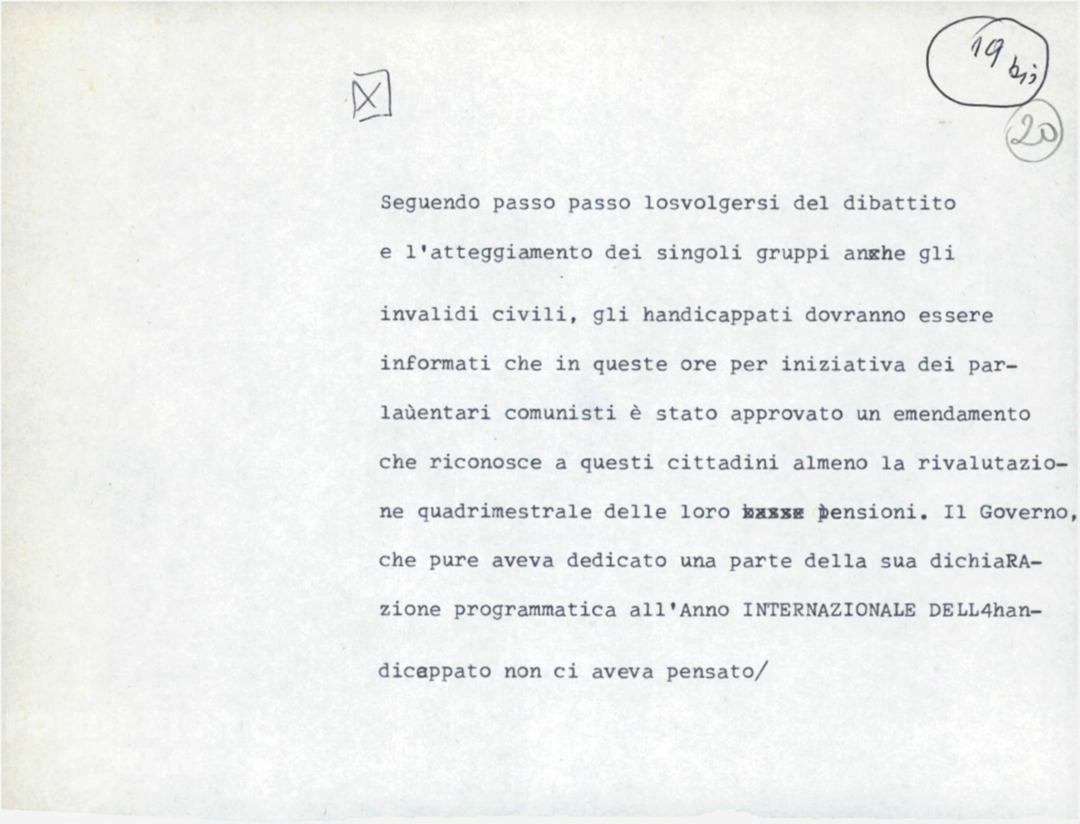 19 bis
20
X
Seguendo passo passo losvolgersi del dibattito
e l'atteggiamento dei singoli gruppi anxhe gli
invalidi civili, gli handicappati dovranno essere
informati che in queste ore per iniziativa dei par-
laùentari comunisti è stato approvato un emendamento
che riconosce a questi cittadini almeno la rivalutazio-
ne quadrimestrale delle loro pensioni. Il Governo,
che pure aveva dedicato una parte della sua dichiaRA-
zione programmatica all'Anno INTERNAZIONALE DELL4han-
dicappato non ci aveva pensato/